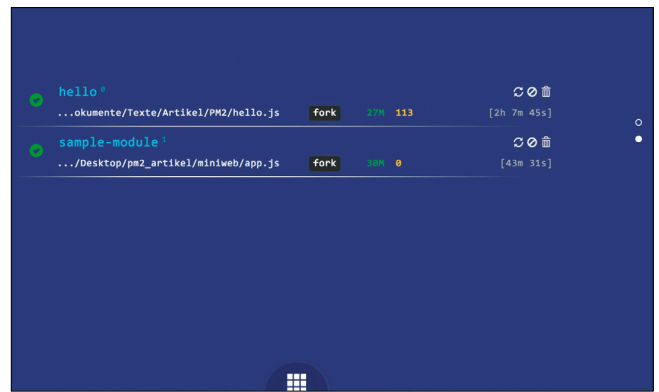 hello 0
...okumente/Texte/Artikel/PM2/hello.js fork 27M 113 [2h 7m 45s]
sample-module 1
.../Desktop/pm2_artikel/miniweb/app.js fork 30M 0 [43m 31s]